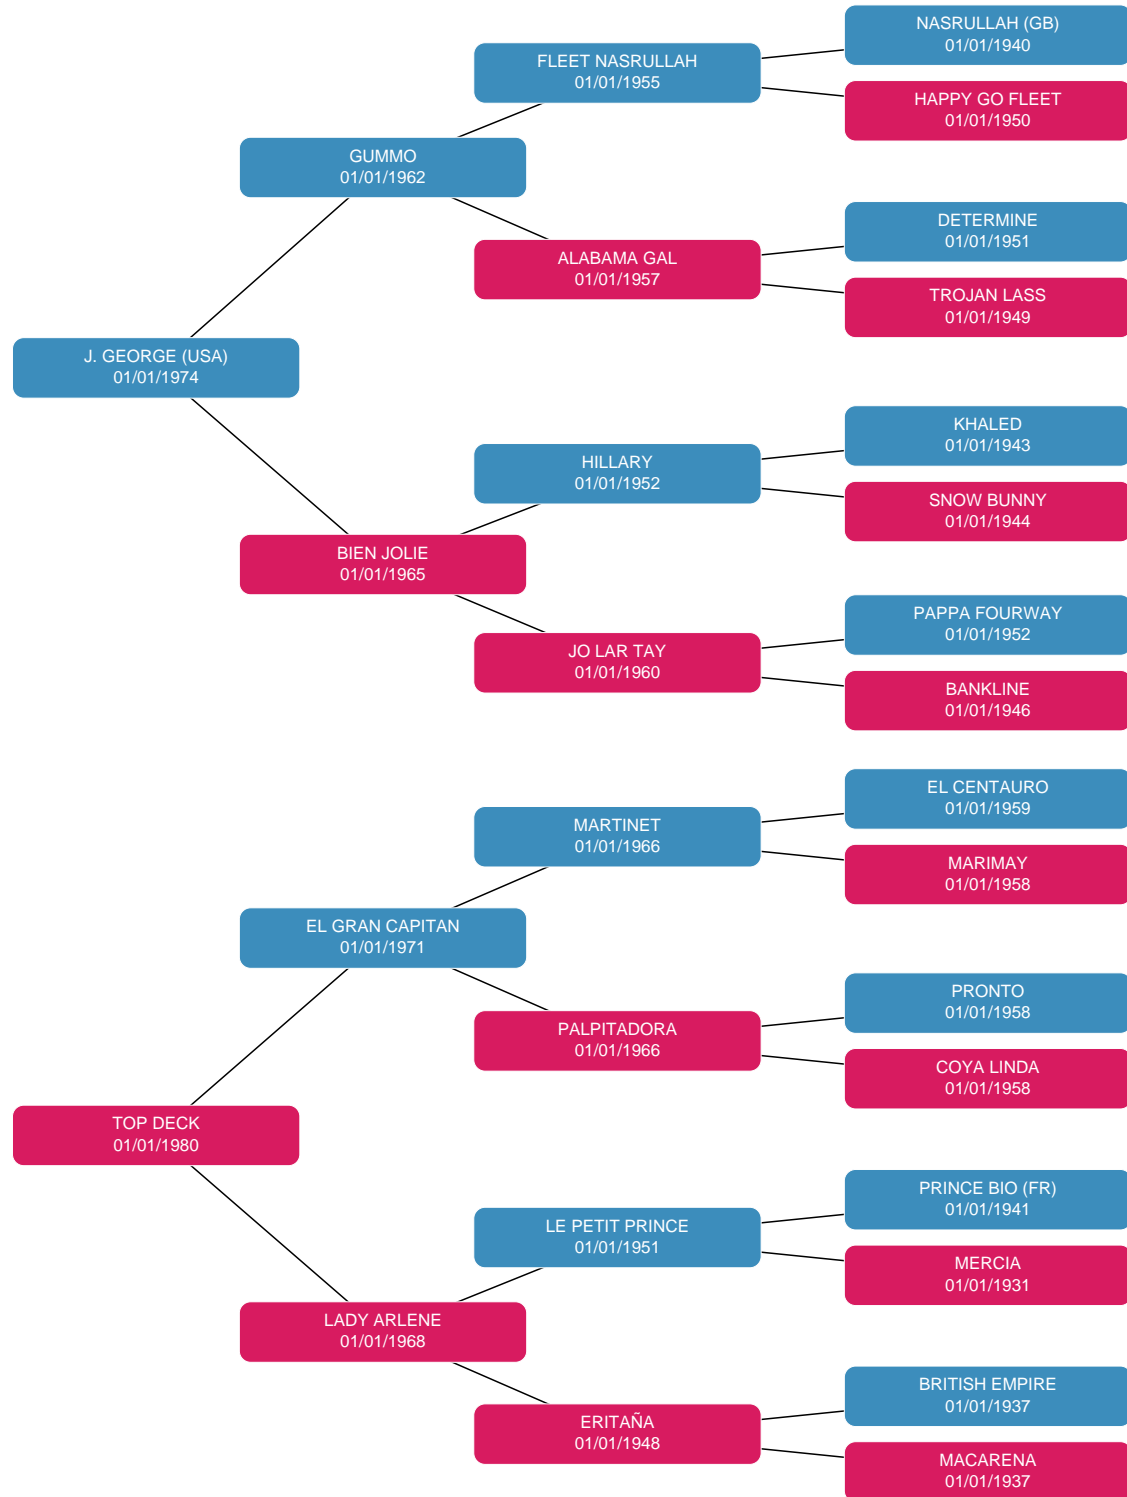 NASRULLAH (GB)
01/01/1940
FLEET NASRULLAH
01/01/1955
HAPPY GO FLEET
01/01/1950
GUMMO
01/01/1962
DETERMINE
01/01/1951
ALABAMA GAL
01/01/1957
TROJAN LASS
01/01/1949
J. GEORGE (USA)
01/01/1974
KHALED
01/01/1943
HILLARY
01/01/1952
SNOW BUNNY
01/01/1944
BIEN JOLIE
01/01/1965
PAPPA FOURWAY
01/01/1952
JO LAR TAY
01/01/1960
BANKLINE
01/01/1946
EL CENTAURO
01/01/1959
MARTINET
01/01/1966
MARIMAY
01/01/1958
EL GRAN CAPITAN
01/01/1971
PRONTO
01/01/1958
PALPITADORA
01/01/1966
COYA LINDA
01/01/1958
TOP DECK
01/01/1980
PRINCE BIO (FR)
01/01/1941
LE PETIT PRINCE
01/01/1951
MERCIA
01/01/1931
LADY ARLENE
01/01/1968
BRITISH EMPIRE
01/01/1937
ERITAÑA
01/01/1948
MACARENA
01/01/1937